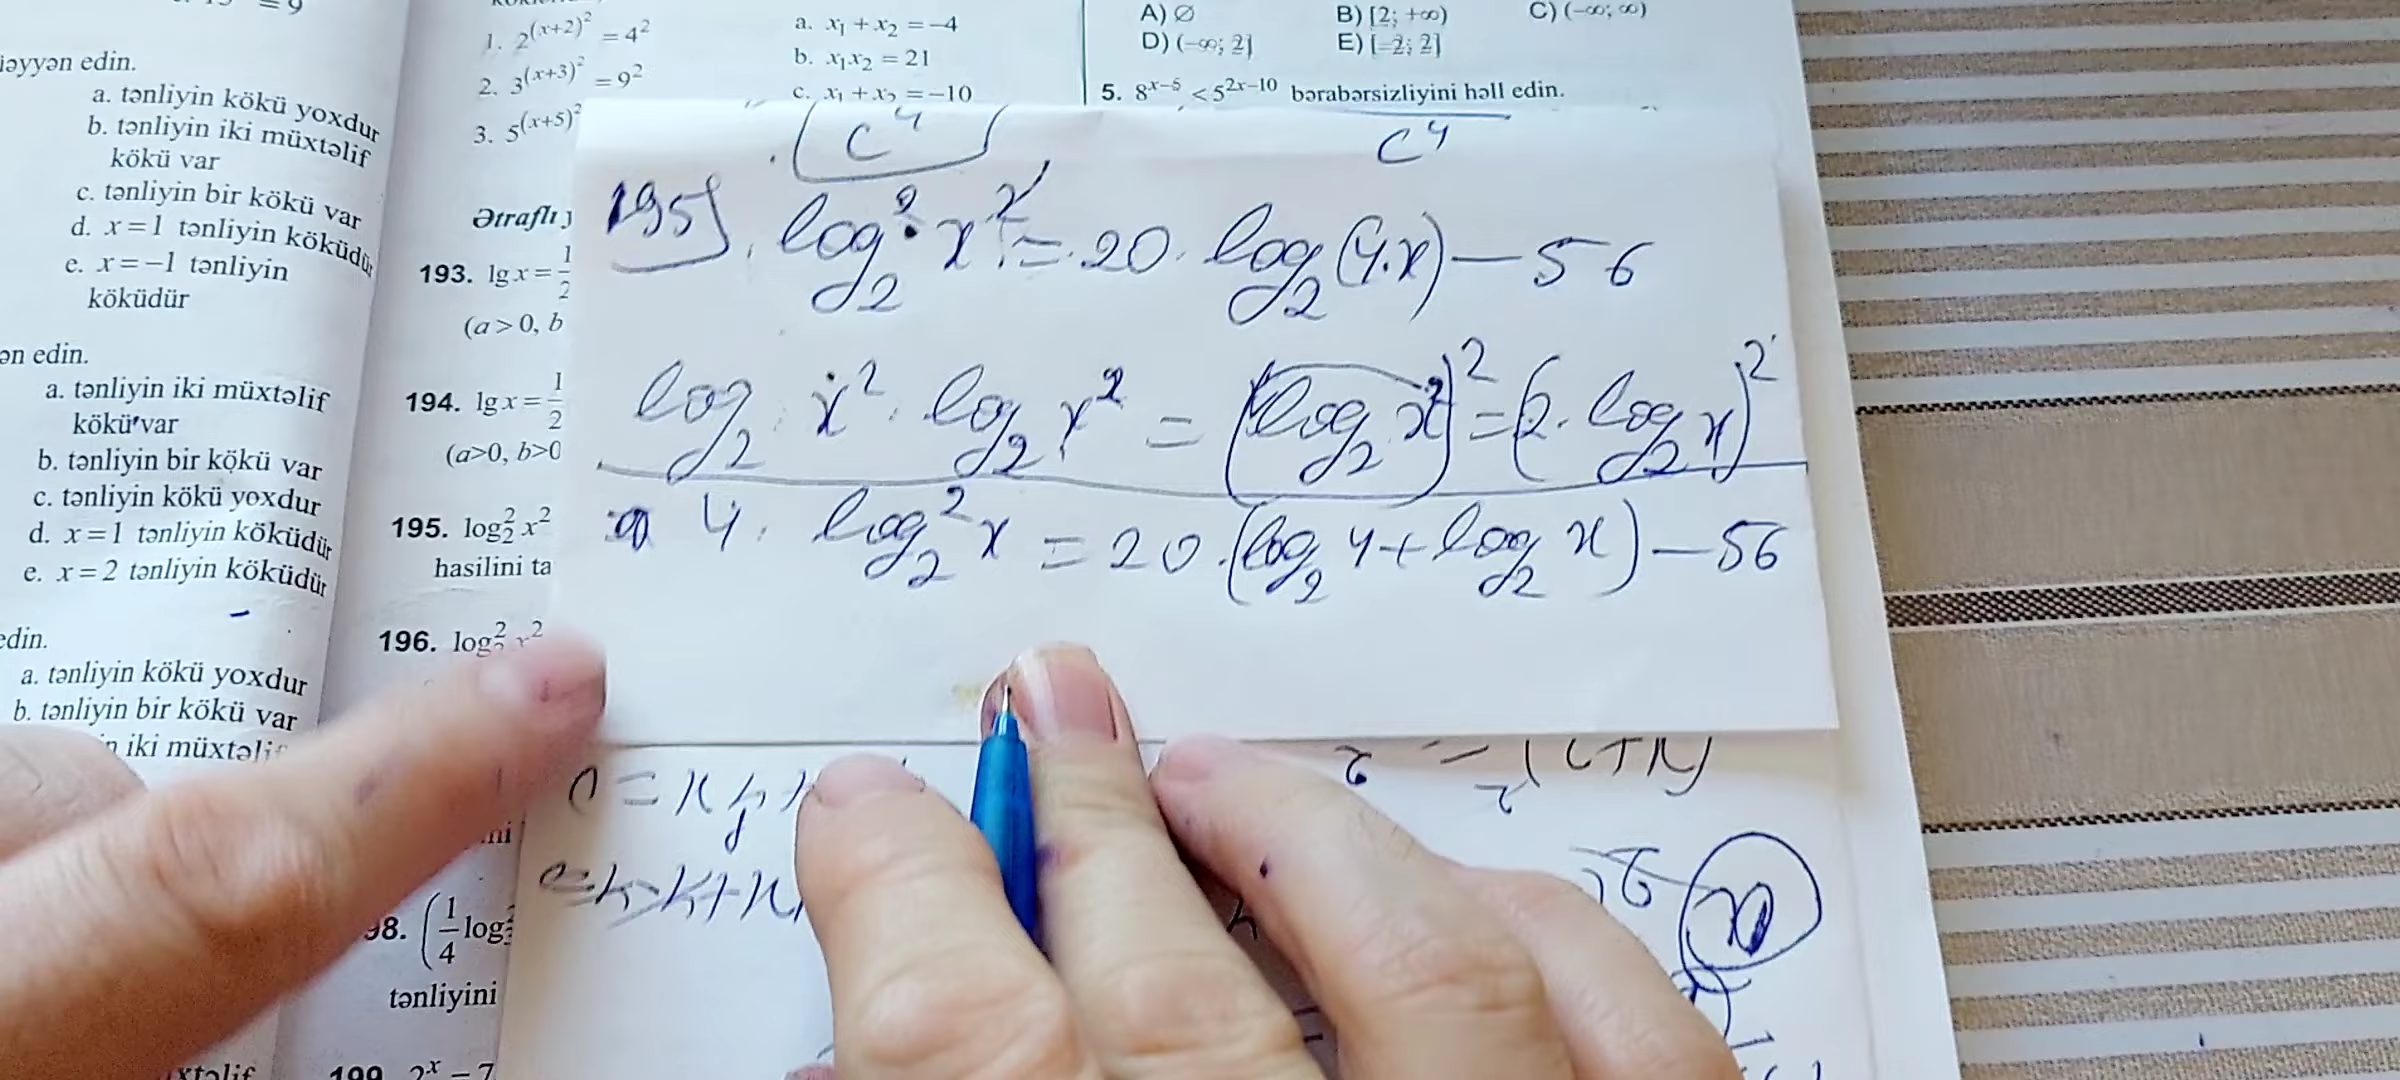 = 9
iəyyən edin.
a. tənliyin kökü yoxdur
b. tənliyin iki müxtəlif
kökü var
c. tənliyin bir kökü var
d. x = 1 tənliyin köküdür
e. x = −1 tənliyin
köküdür
ən edin.
a. tənliyin iki müxtəlif
kökü var
b. tənliyin bir kökü var
c. tənliyin kökü yoxdur
d. x = 1 tənliyin köküdür
e. x = 2 tənliyin köküdür
edin.
a. tənliyin kökü yoxdur
b. tənliyin bir kökü var
iki müxtəli
1. 2^(x+2)² = 4²
2. 3^(x+3)² = 9²
3. 5^(x+5)²
a. x₁ + x₂ = −4
b. x₁x₂ = 21
c. x₁ + x₂ = −10
Ətraflı
193. lg x = 1/2
(a > 0, b
194. lg x = 1/2
(a>0, b>0
195. log₂² x²
hasilini ta
196. log₂² x²
98. (1/4 log
tənliyini
199 2ˣ − 7
A) ∅ B) [2; +∞) C) (−∞; ∞)
D) (−∞; 2] E) [−2; 2]
5. 8^(x−5) < 5^(2x−10) bərabərsizliyini həll edin.
C⁴ C⁴
195) log₂² x² = 20 · log₂(4·x) − 56
log₂ x² · log₂ x² = (log₂ x²)² = (2 · log₂ x)²
4 · log₂² x = 20 · (log₂ 4 + log₂ x) − 56